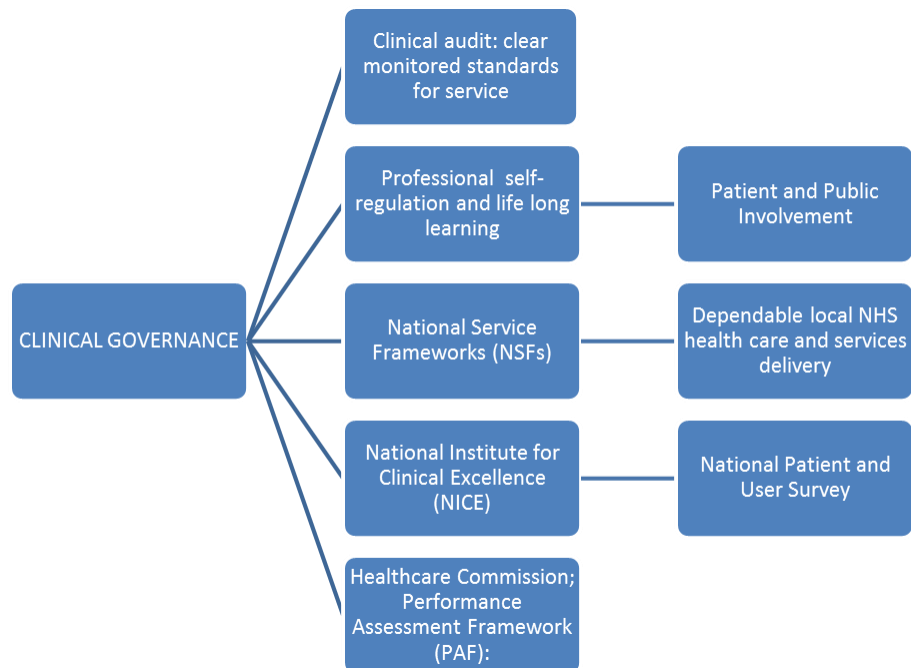 Clinical audit: clear
monitored standards
for service
Professional self-
regulation and life long
learning
Patient and Public
Involvement
CLINICAL GOVERNANCE
National Service
Frameworks (NSFs)
Dependable local NHS
health care and services
delivery
National Institute for
Clinical Excellence
(NICE)
National Patient and
User Survey
Healthcare Commission;
Performance
Assessment Framework
(PAF):